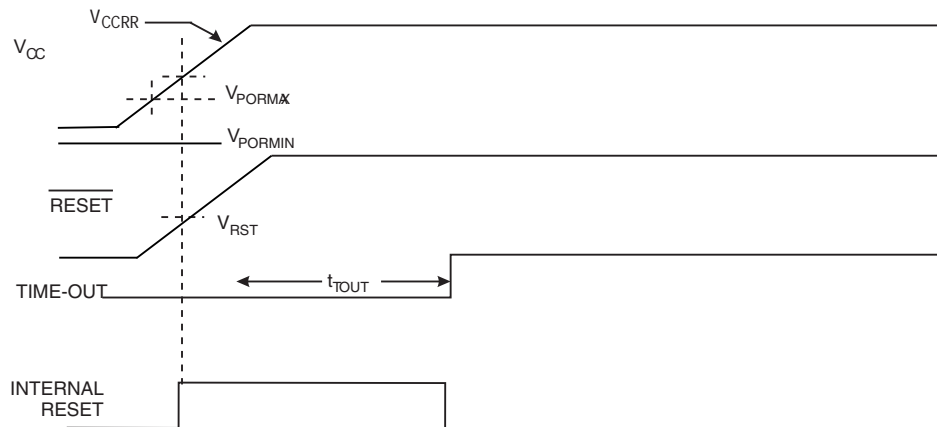 VCCRR
VCC
VPORMAX
VPORMIN
RESET
VRST
tTOUT
TIME-OUT
INTERNAL
RESET